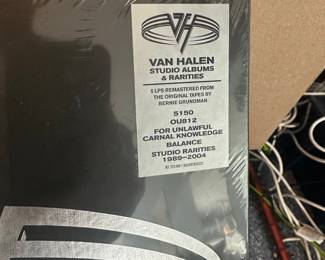 VH
VAN HALEN
STUDIO ALBUMS
& RARITIES
5 LPS REMASTERED FROM
THE ORIGINAL TAPES BY
BERNIE GRUNDMAN
5150
OU812
FOR UNLAWFUL
CARNAL KNOWLEDGE
BALANCE
STUDIO RARITIES
1989–2004